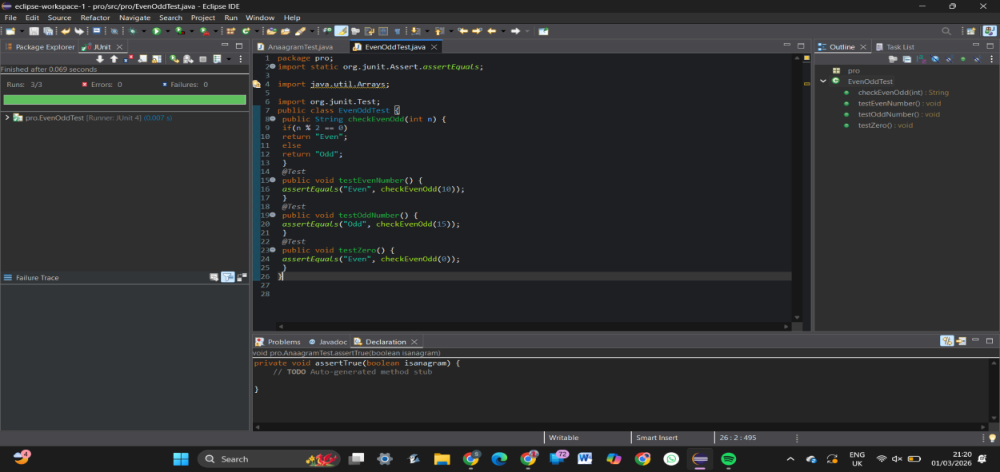 eclipse-workspace-1 - pro/src/pro/EvenOddTest.java - Eclipse IDE
File Edit Source Refactor Navigate Search Project Run Window Help
Package Explorer JUnit
Finished after 0.069 seconds
Runs: 3/3 Errors: 0 Failures: 0
pro.EvenOddTest [Runner: JUnit 4] (0.007 s)
Failure Trace
AnaagramTest.java EvenOddTest.java
1 package pro;
2 import static org.junit.Assert.assertEquals;
3
4 import java.util.Arrays;
5
6 import org.junit.Test;
7 public class EvenOddTest {
8 public String checkEvenOdd(int n) {
9 if(n % 2 == 0)
10 return "Even";
11 else
12 return "Odd";
13 }
14 @Test
15 public void testEvenNumber() {
16 assertEquals("Even", checkEvenOdd(10));
17 }
18 @Test
19 public void testOddNumber() {
20 assertEquals("Odd", checkEvenOdd(15));
21 }
22 @Test
23 public void testZero() {
24 assertEquals("Even", checkEvenOdd(0));
25 }
26 }
27
28
Outline Task List
pro
EvenOddTest
checkEvenOdd(int) : String
testEvenNumber() : void
testOddNumber() : void
testZero() : void
Problems Javadoc Declaration
void pro.AnaagramTest.assertTrue(boolean isanagram)
private void assertTrue(boolean isanagram) {
// TODO Auto-generated method stub
}
Writable Smart Insert 26 : 2 : 495
4
Search
72
ENG
UK
21:20
01/03/2026